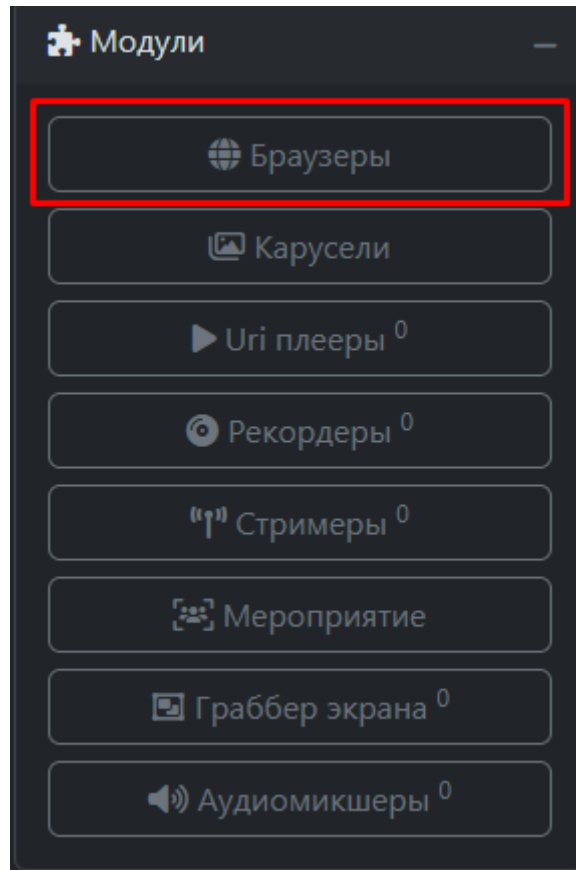 Модули
Браузеры
Карусели
Uri плееры 0
Рекордеры 0
Стримеры 0
Мероприятие
Граббер экрана 0
Аудиомикшеры 0